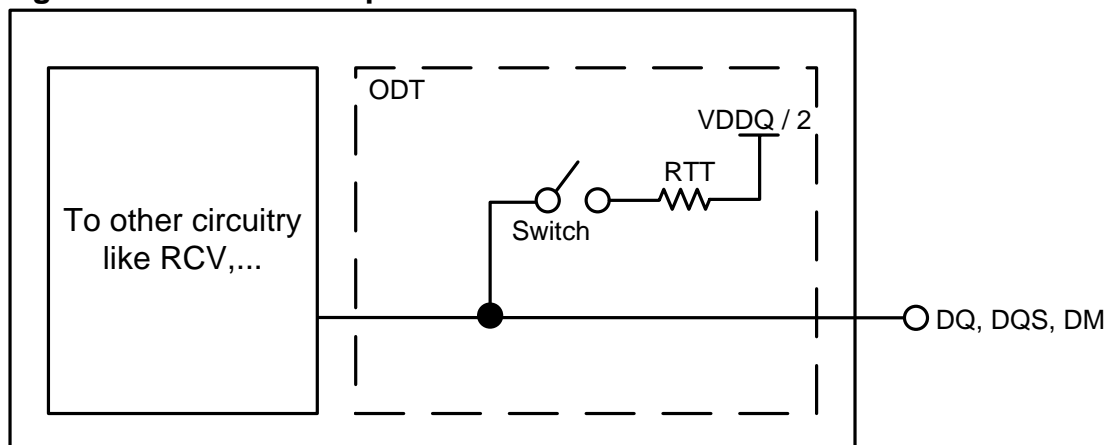 ODT
VDDQ / 2
RTT
Switch
To other circuitry
like RCV,...
DQ, DQS, DM